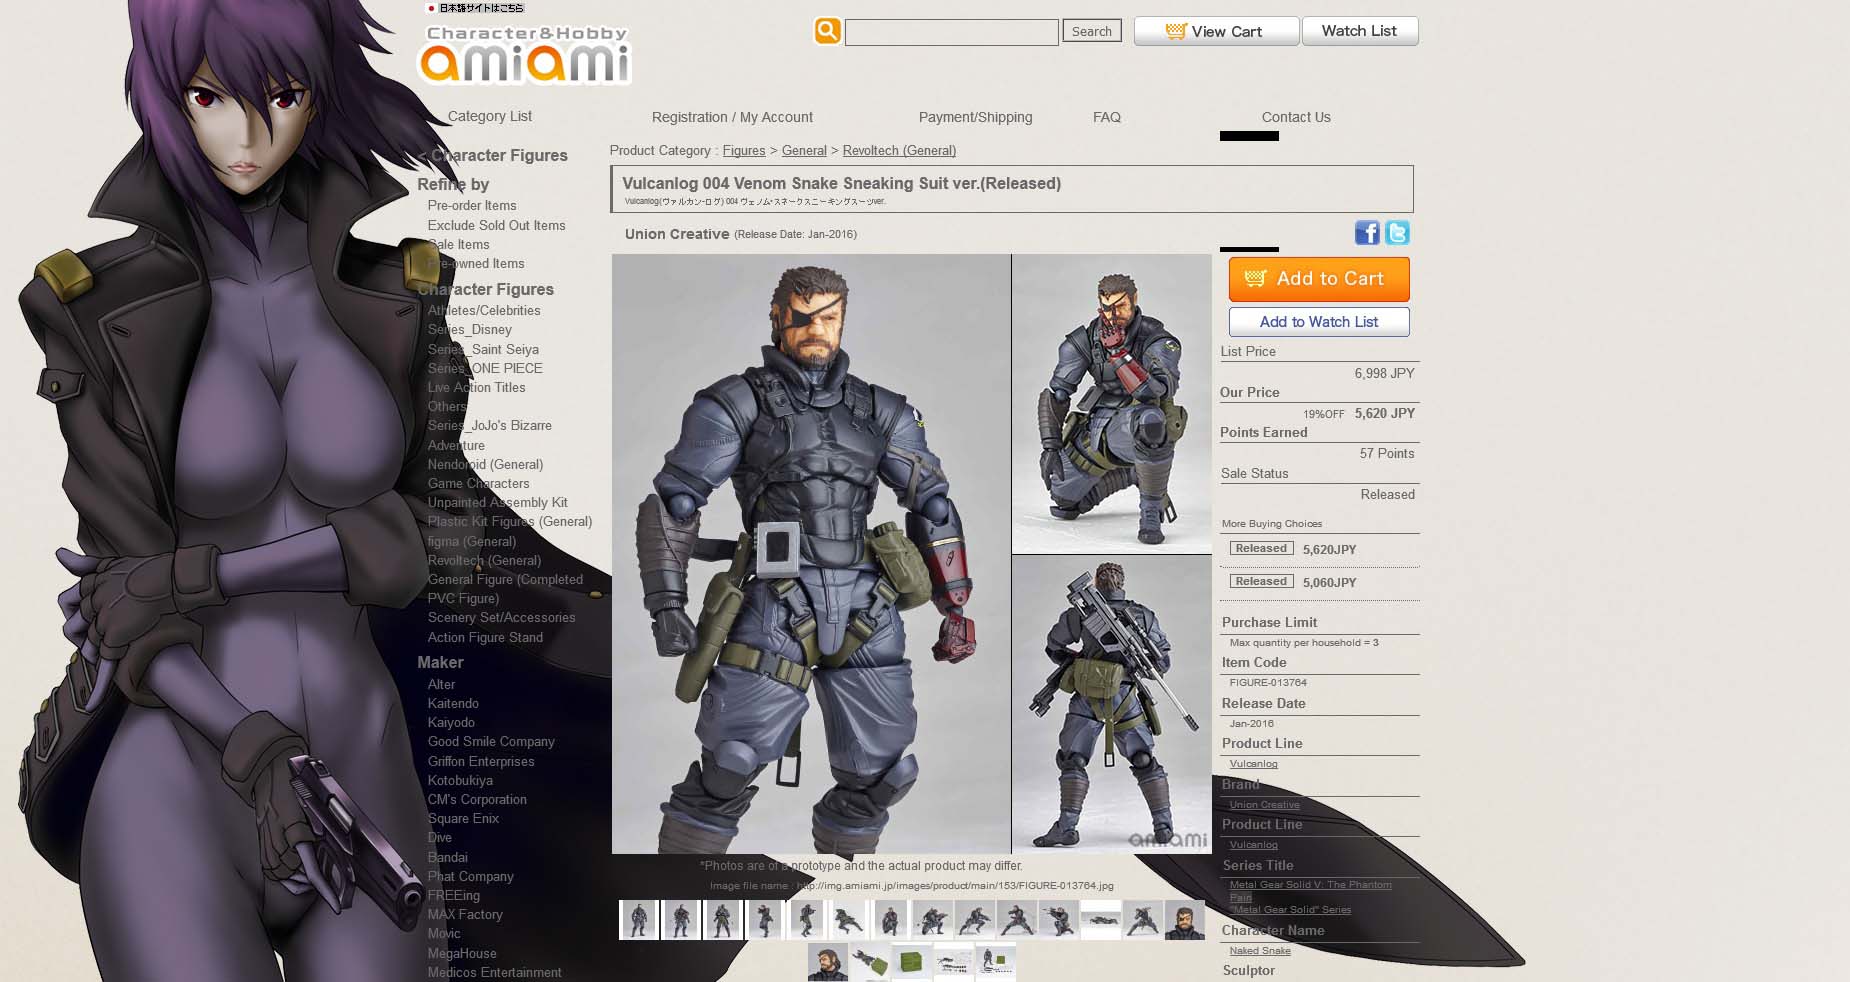 日本語サイトはこちら
Character&Hobby
amiami
Search
View Cart
Watch List
Category List
Registration / My Account
Payment/Shipping
FAQ
Contact Us
< Character Figures
Refine by
Pre-order Items
Exclude Sold Out Items
Sale Items
Pre-owned Items
Character Figures
Athletes/Celebrities
Series_Disney
Series_Saint Seiya
Series_ONE PIECE
Live Action Titles
Others
Series_JoJo's Bizarre
Adventure
Nendoroid (General)
Game Characters
Unpainted Assembly Kit
Plastic Kit Figures (General)
figma (General)
Revoltech (General)
General Figure (Completed
PVC Figure)
Scenery Set/Accessories
Action Figure Stand
Maker
Alter
Kaitendo
Kaiyodo
Good Smile Company
Griffon Enterprises
Kotobukiya
CM's Corporation
Square Enix
Dive
Bandai
Phat Company
FREEing
MAX Factory
Movic
MegaHouse
Medicos Entertainment
Product Category : Figures > General > Revoltech (General)
Vulcanlog 004 Venom Snake Sneaking Suit ver.(Released)
Vulcanlog(ヴァルカン-ログ) 004 ヴェノム・スネークスニーキングスーツver.
Union Creative (Release Date: Jan-2016)
amiami
*Photos are of a prototype and the actual product may differ.
Image file name : http://img.amiami.jp/images/product/main/153/FIGURE-013764.jpg
Add to Cart
Add to Watch List
List Price
6,998 JPY
Our Price
19%OFF 5,620 JPY
Points Earned
57 Points
Sale Status
Released
More Buying Choices
Released 5,620JPY
Released 5,060JPY
Purchase Limit
Max quantity per household = 3
Item Code
FIGURE-013764
Release Date
Jan-2016
Product Line
Vulcanlog
Brand
Union Creative
Product Line
Vulcanlog
Series Title
Metal Gear Solid V: The Phantom
Pain
"Metal Gear Solid" Series
Character Name
Naked Snake
Sculptor